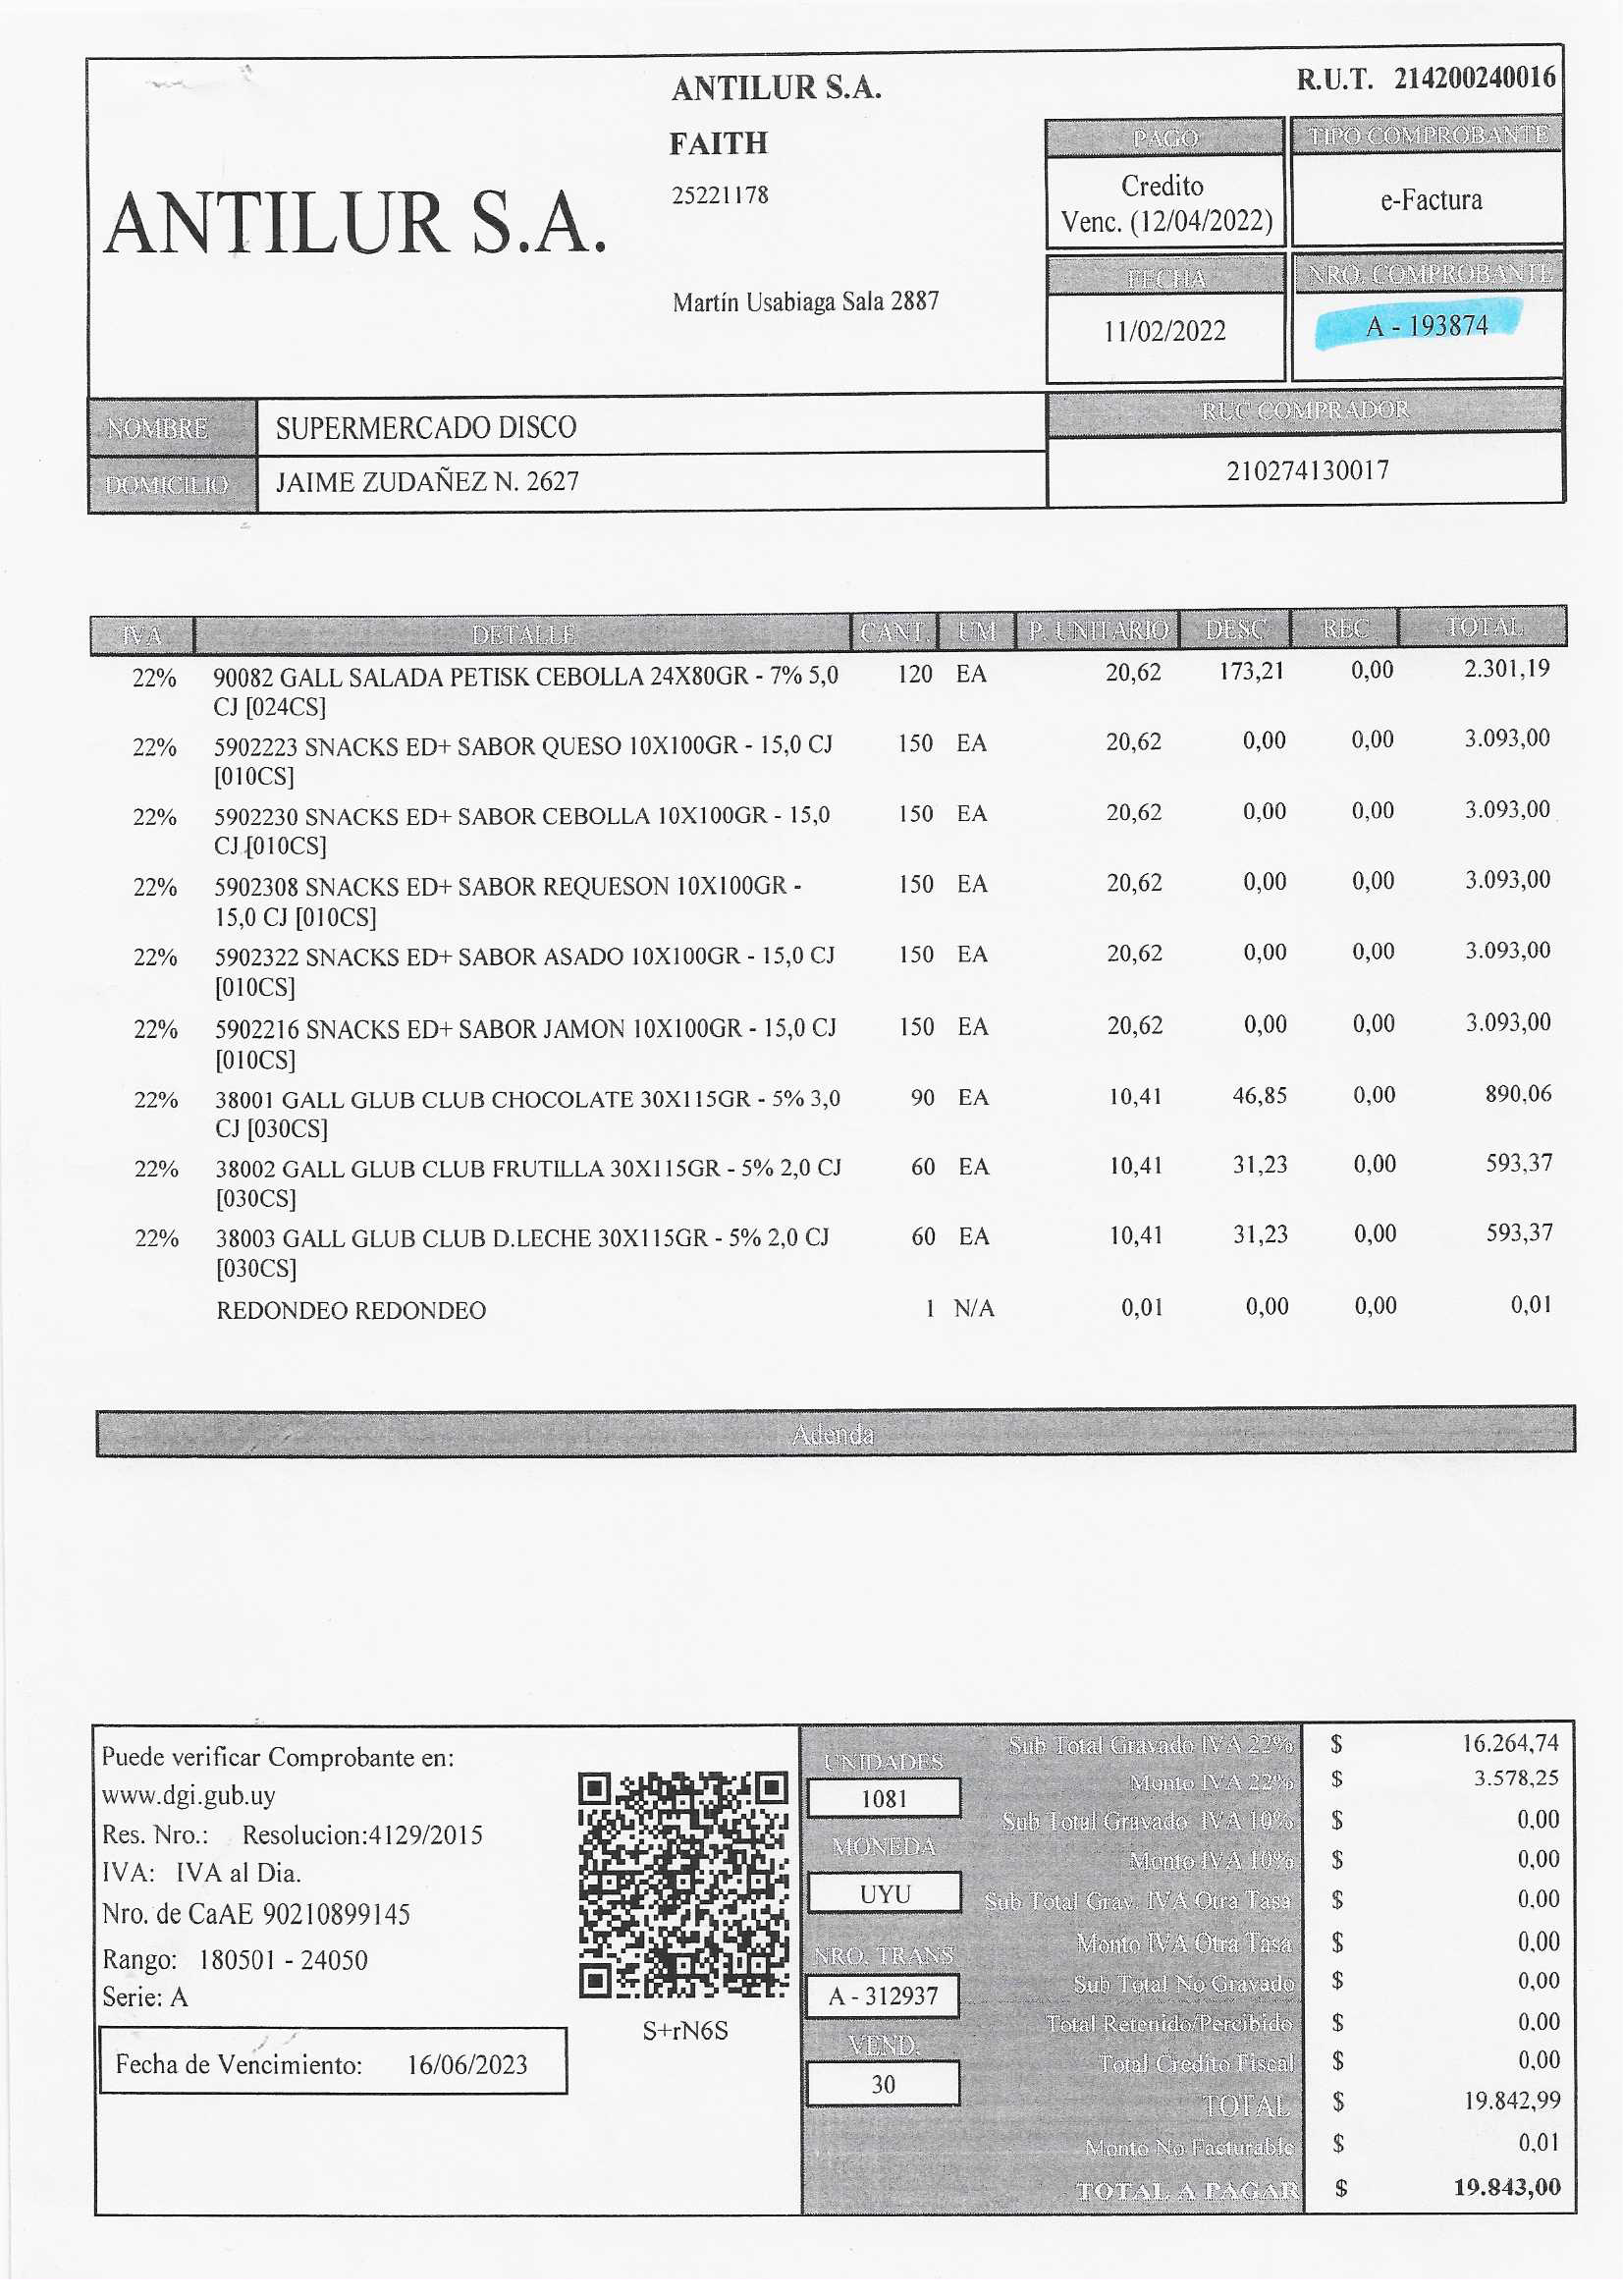 ANTILUR S.A.
R.U.T. 214200240016
FAITH
25221178
ANTILUR S.A.
Martín Usabiaga Sala 2887
PAGO
TIPO COMPROBANTE
Credito
Venc. (12/04/2022)
e-Factura
FECHA
NRO. COMPROBANTE
11/02/2022
A - 193874
NOMBRE SUPERMERCADO DISCO
RUC COMPRADOR
DOMICILIO JAIME ZUDAÑEZ N. 2627
210274130017
IVA DETALLE CANT. UM P. UNITARIO DESC REC TOTAL
22% 90082 GALL SALADA PETISK CEBOLLA 24X80GR - 7% 5,0 120 EA 20,62 173,21 0,00 2.301,19
CJ [024CS]
22% 5902223 SNACKS ED+ SABOR QUESO 10X100GR - 15,0 CJ 150 EA 20,62 0,00 0,00 3.093,00
[010CS]
22% 5902230 SNACKS ED+ SABOR CEBOLLA 10X100GR - 15,0 150 EA 20,62 0,00 0,00 3.093,00
CJ [010CS]
22% 5902308 SNACKS ED+ SABOR REQUESON 10X100GR - 150 EA 20,62 0,00 0,00 3.093,00
15,0 CJ [010CS]
22% 5902322 SNACKS ED+ SABOR ASADO 10X100GR - 15,0 CJ 150 EA 20,62 0,00 0,00 3.093,00
[010CS]
22% 5902216 SNACKS ED+ SABOR JAMON 10X100GR - 15,0 CJ 150 EA 20,62 0,00 0,00 3.093,00
[010CS]
22% 38001 GALL GLUB CLUB CHOCOLATE 30X115GR - 5% 3,0 90 EA 10,41 46,85 0,00 890,06
CJ [030CS]
22% 38002 GALL GLUB CLUB FRUTILLA 30X115GR - 5% 2,0 CJ 60 EA 10,41 31,23 0,00 593,37
[030CS]
22% 38003 GALL GLUB CLUB D.LECHE 30X115GR - 5% 2,0 CJ 60 EA 10,41 31,23 0,00 593,37
[030CS]
REDONDEO REDONDEO 1 N/A 0,01 0,00 0,00 0,01
Adenda
Puede verificar Comprobante en:
www.dgi.gub.uy
Res. Nro.: Resolucion:4129/2015
IVA: IVA al Dia.
Nro. de CaAE 90210899145
Rango: 180501 - 24050
Serie: A
Fecha de Vencimiento: 16/06/2023
S+rN6S
UNIDADES
1081
MONEDA
UYU
NRO. TRANS
A - 312937
VEND.
30
Sub Total Gravado IVA 22% $ 16.264,74
Monto IVA 22% $ 3.578,25
Sub Total Gravado IVA 10% $ 0,00
Monto IVA 10% $ 0,00
Sub Total Grav. IVA Otra Tasa $ 0,00
Monto IVA Otra Tasa $ 0,00
Sub Total No Gravado $ 0,00
Total Retenido/Percibido $ 0,00
Total Credito Fiscal $ 0,00
TOTAL $ 19.842,99
Monto No Facturable $ 0,01
TOTAL A PAGAR $ 19.843,00